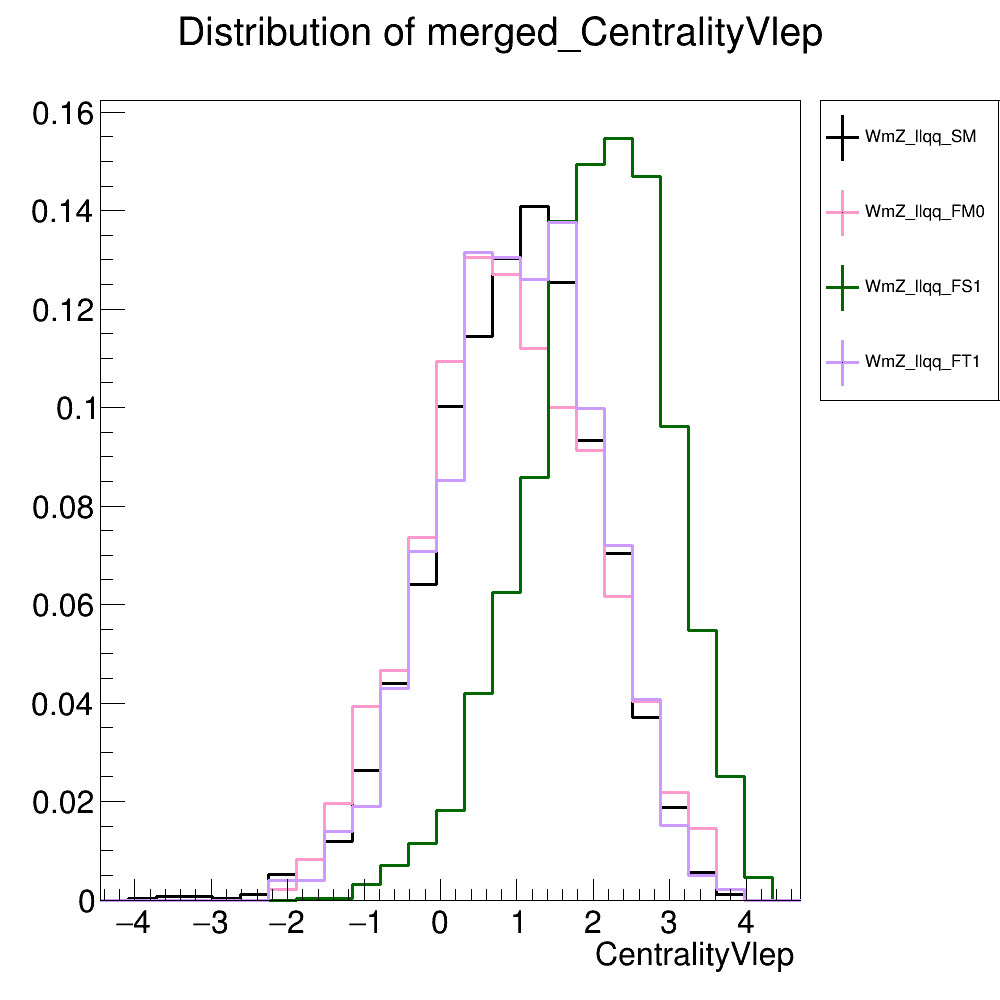 Distribution of merged_CentralityVlep
0.16
0.14
0.12
0.1
0.08
0.06
0.04
0.02
0
−4 −3 −2 −1 0 1 2 3 4
CentralityVlep
WmZ_llqq_SM
WmZ_llqq_FM0
WmZ_llqq_FS1
WmZ_llqq_FT1